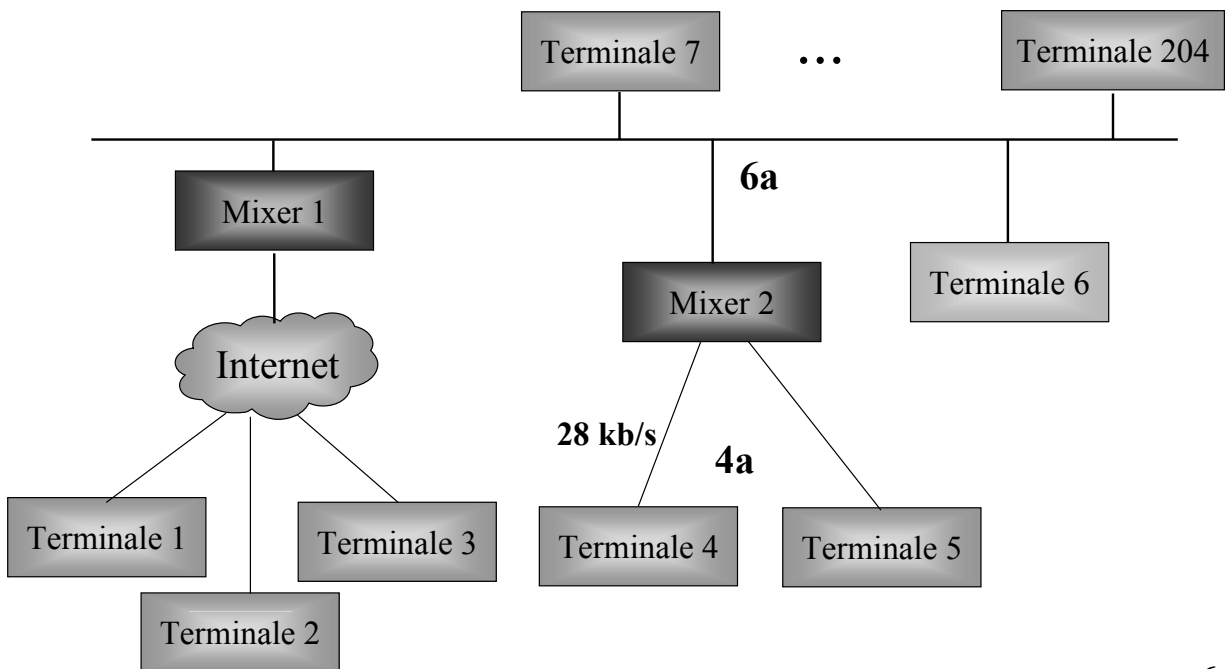 Terminale 7
...
Terminale 204
6a
Mixer 1
Terminale 6
Mixer 2
Internet
28 kb/s
4a
Terminale 1
Terminale 3
Terminale 4
Terminale 5
Terminale 2